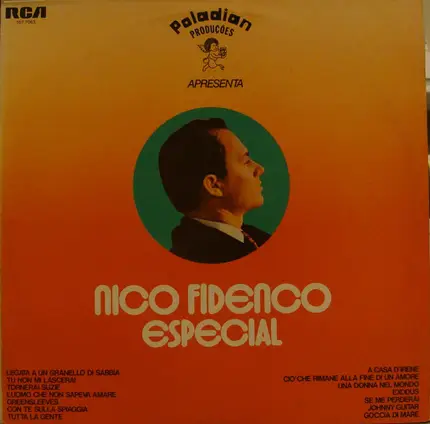 RCA
Paladian
PRODUÇÕES
APRESENTA
NICO FIDENCO
ESPECIAL
LEGATA A UN GRANELLO DI SABBIA
TU NON MI LASCERAI
TORNERAI SUZIE
L'UOMO CHE NON SAPEVA AMARE
GREENSLEEVES
CON TE SULLA SPIAGGIA
TUTTA LA GENTE
A CASA D'IRENE
CIO' CHE RIMANE ALLA FINE DI UN AMORE
UNA DONNA NEL MONDO
EXODUS
SE MI PERDERAI
JOHNNY GUITAR
GOCCIA DI MARE